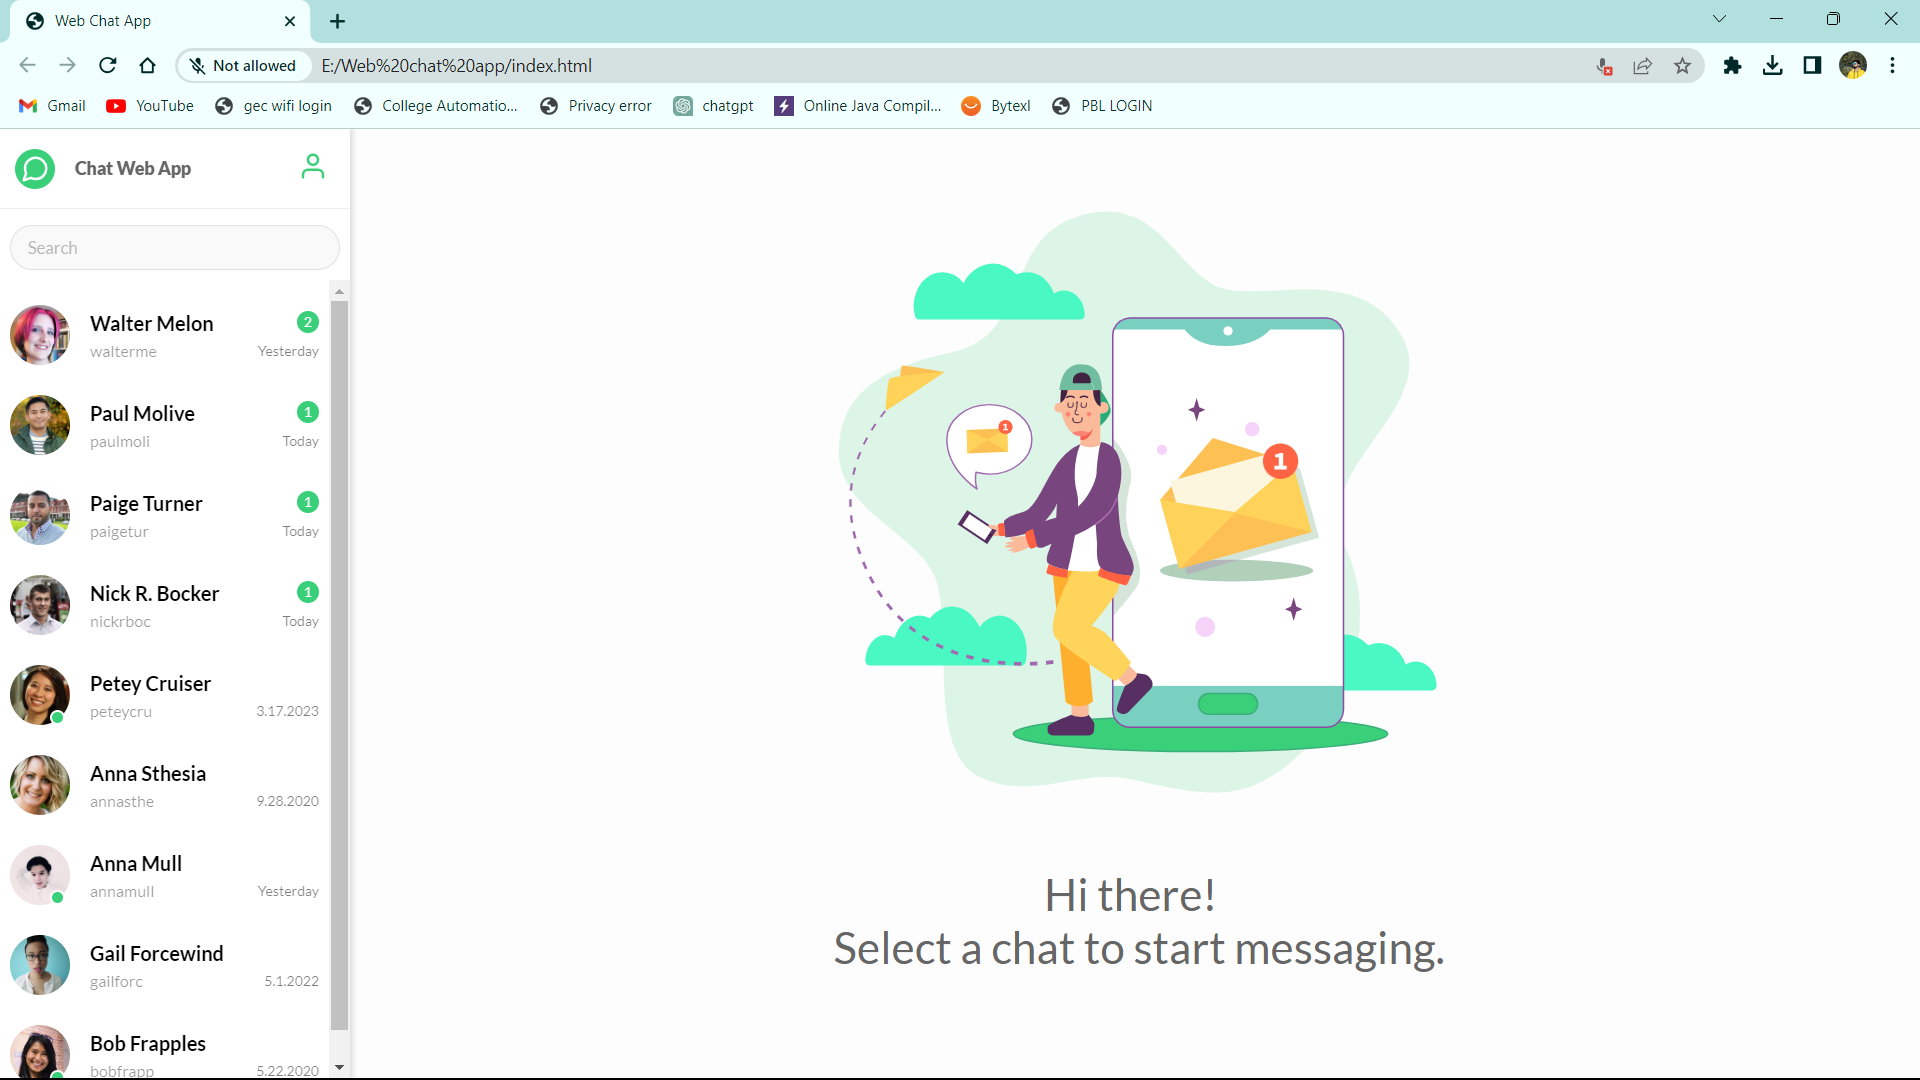 Web Chat App
Not allowed
E:/Web%20chat%20app/index.html
Gmail
YouTube
gec wifi login
College Automatio...
Privacy error
chatgpt
Online Java Compil...
Bytexl
PBL LOGIN
Chat Web App
Search
Walter Melon
2
walterme
Yesterday
Paul Molive
1
paulmoli
Today
Paige Turner
1
paigetur
Today
Nick R. Bocker
1
nickrboc
Today
Petey Cruiser
peteycru
3.17.2023
Anna Sthesia
annasthe
9.28.2020
Anna Mull
annamull
Yesterday
Gail Forcewind
gailforc
5.1.2022
Bob Frapples
bobfrapp
5.22.2020
1
1
Hi there!
Select a chat to start messaging.